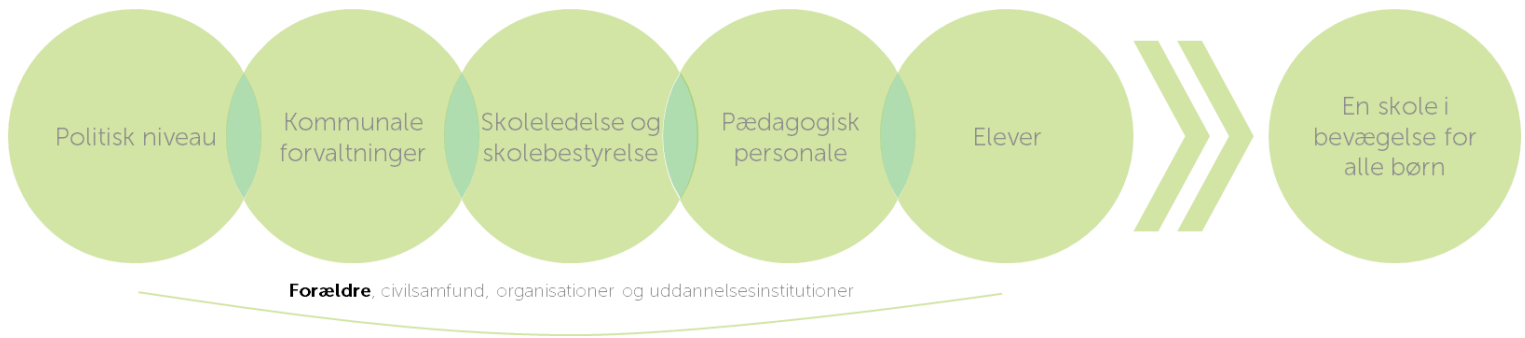 Politisk niveau
Kommunale
forvaltninger
Skoleledelse og
skolebestyrelse
Pædagogisk
personale
Elever
En skole i
bevægelse for
alle børn
Forældre, civilsamfund, organisationer og uddannelsesinstitutioner